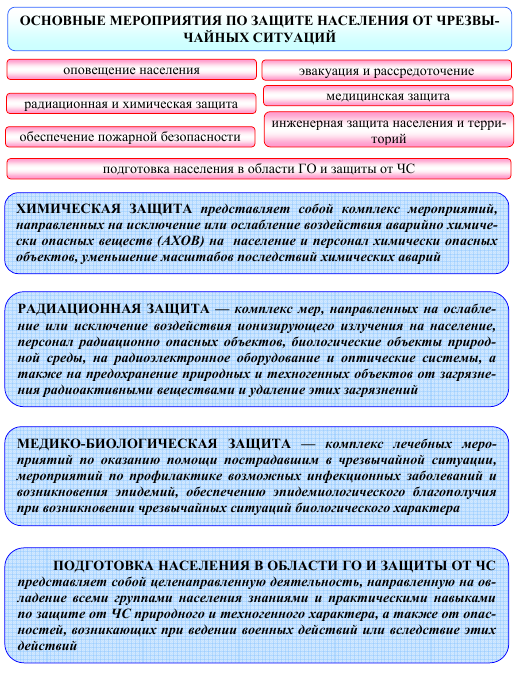 ОСНОВНЫЕ МЕРОПРИЯТИЯ ПО ЗАЩИТЕ НАСЕЛЕНИЯ ОТ ЧРЕЗВЫ-
ЧАЙНЫХ СИТУАЦИЙ
оповещение населения
эвакуация и рассредоточение
радиационная и химическая защита
медицинская защита
обеспечение пожарной безопасности
инженерная защита населения и терри-
торий
подготовка населения в области ГО и защиты от ЧС
ХИМИЧЕСКАЯ ЗАЩИТА представляет собой комплекс мероприятий,
направленных на исключение или ослабление воздействия аварийно химиче-
ски опасных веществ (АХОВ) на население и персонал химически опасных
объектов, уменьшение масштабов последствий химических аварий
РАДИАЦИОННАЯ ЗАЩИТА — комплекс мер, направленных на ослабле-
ние или исключение воздействия ионизирующего излучения на население,
персонал радиационно опасных объектов, биологические объекты природ-
ной среды, на радиоэлектронное оборудование и оптические системы, а
также на предохранение природных и техногенных объектов от загрязне-
ния радиоактивными веществами и удаление этих загрязнений
МЕДИКО-БИОЛОГИЧЕСКАЯ ЗАЩИТА — комплекс лечебных меро-
приятий по оказанию помощи пострадавшим в чрезвычайной ситуации,
мероприятий по профилактике возможных инфекционных заболеваний и
возникновения эпидемий, обеспечению эпидемиологического благополучия
при возникновении чрезвычайных ситуаций биологического характера
ПОДГОТОВКА НАСЕЛЕНИЯ В ОБЛАСТИ ГО И ЗАЩИТЫ ОТ ЧС
представляет собой целенаправленную деятельность, направленную на ов-
ладение всеми группами населения знаниями и практическими навыками
по защите от ЧС природного и техногенного характера, а также от опас-
ностей, возникающих при ведении военных действий или вследствие этих
действий